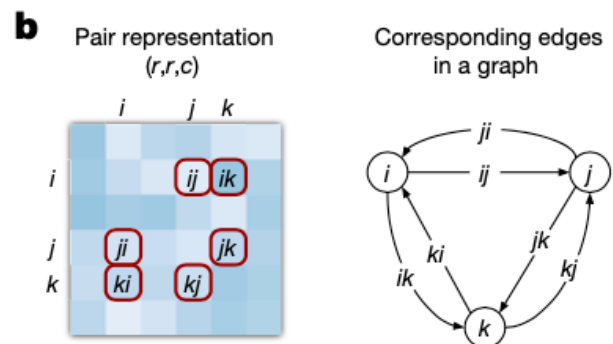 b
Pair representation
(r,r,c)
Corresponding edges
in a graph
i j k
i ij ik
j ji jk
k ki kj
ji
i ij j
ik ki jk kj
k